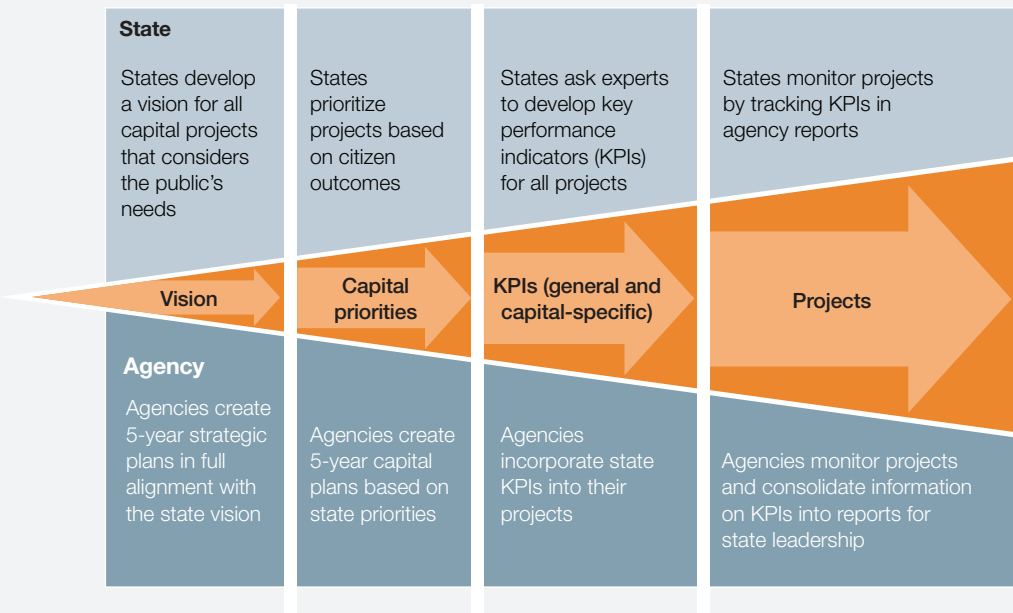 State
States develop
a vision for all
capital projects
that considers
the public's
needs
States
prioritize
projects based
on citizen
outcomes
States ask experts
to develop key
performance
indicators (KPIs)
for all projects
States monitor projects
by tracking KPIs in
agency reports
Vision
Capital
priorities
KPIs (general and
capital-specific)
Projects
Agency
Agencies create
5-year strategic
plans in full
alignment with
the state vision
Agencies create
5-year capital
plans based on
state priorities
Agencies
incorporate state
KPIs into their
projects
Agencies monitor projects
and consolidate information
on KPIs into reports for
state leadership